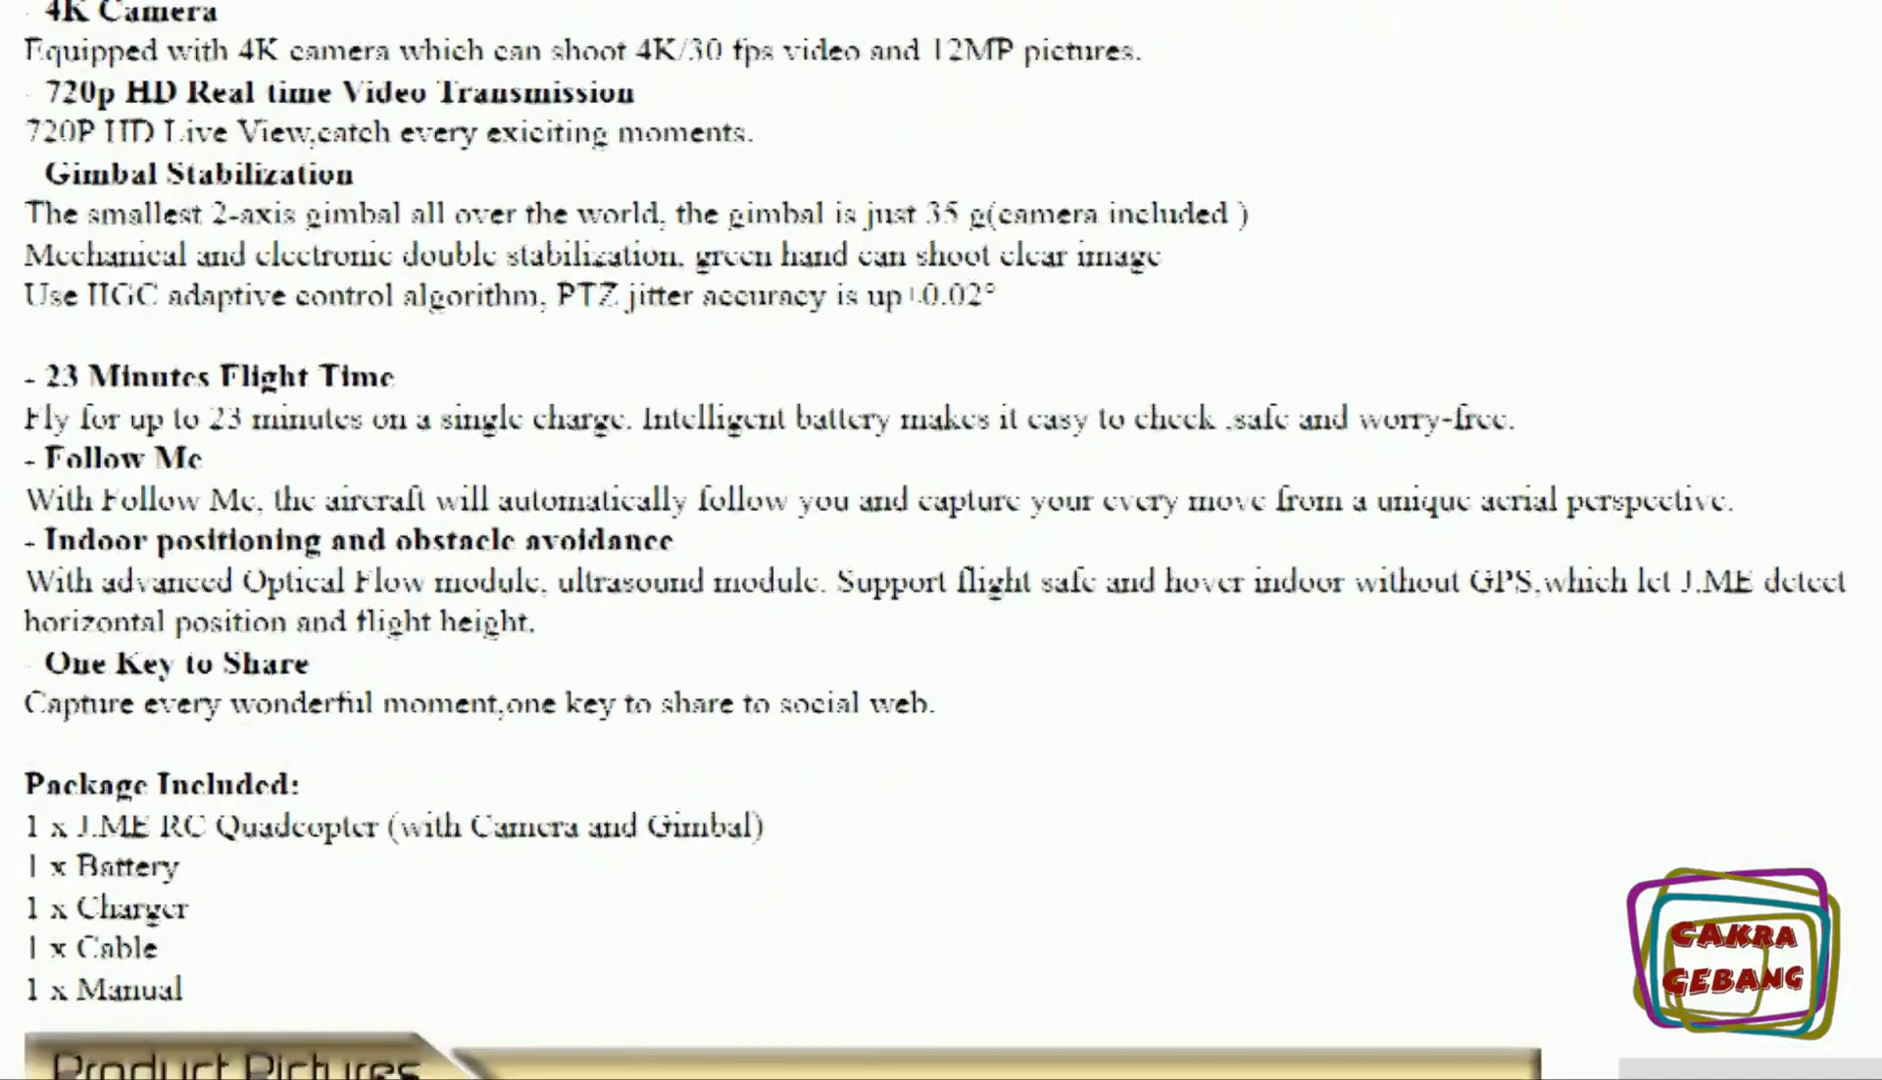 - 4K Camera
Equipped with 4K camera which can shoot 4K/30 fps video and 12MP pictures.
- 720p HD Real time Video Transmission
720P HD Live View,catch every exiciting moments.
Gimbal Stabilization
The smallest 2-axis gimbal all over the world, the gimbal is just 35 g(camera included )
Mechanical and electronic double stabilization, green hand can shoot clear image
Use HGC adaptive control algorithm, PTZ jitter accuracy is up±0.02°
- 23 Minutes Flight Time
Fly for up to 23 minutes on a single charge. Intelligent battery makes it easy to check ,safe and worry-free.
- Follow Me
With Follow Me, the aircraft will automatically follow you and capture your every move from a unique aerial perspective.
- Indoor positioning and obstacle avoidance
With advanced Optical Flow module, ultrasound module. Support flight safe and hover indoor without GPS,which let J.ME detect
horizontal position and flight height.
- One Key to Share
Capture every wonderful moment,one key to share to social web.
Package Included:
1 x J.ME RC Quadcopter (with Camera and Gimbal)
1 x Battery
1 x Charger
1 x Cable
1 x Manual
CAKRA
GEBANG
Product Pictures